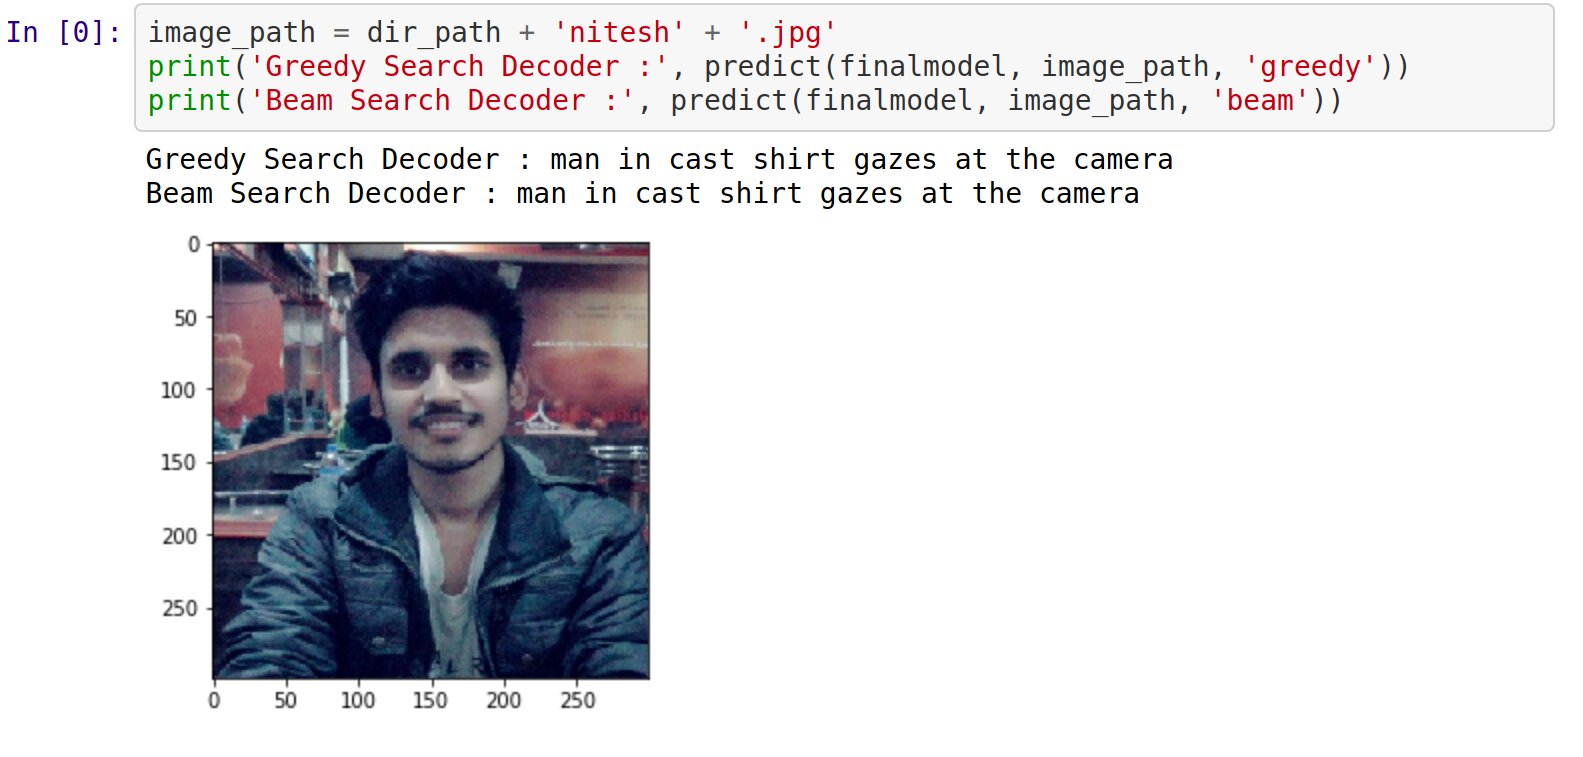 In [0]: image_path = dir_path + 'nitesh' + '.jpg'
print('Greedy Search Decoder :', predict(finalmodel, image_path, 'greedy'))
print('Beam Search Decoder :', predict(finalmodel, image_path, 'beam'))
Greedy Search Decoder : man in cast shirt gazes at the camera
Beam Search Decoder : man in cast shirt gazes at the camera
0
50
100
150
200
250
0 50 100 150 200 250